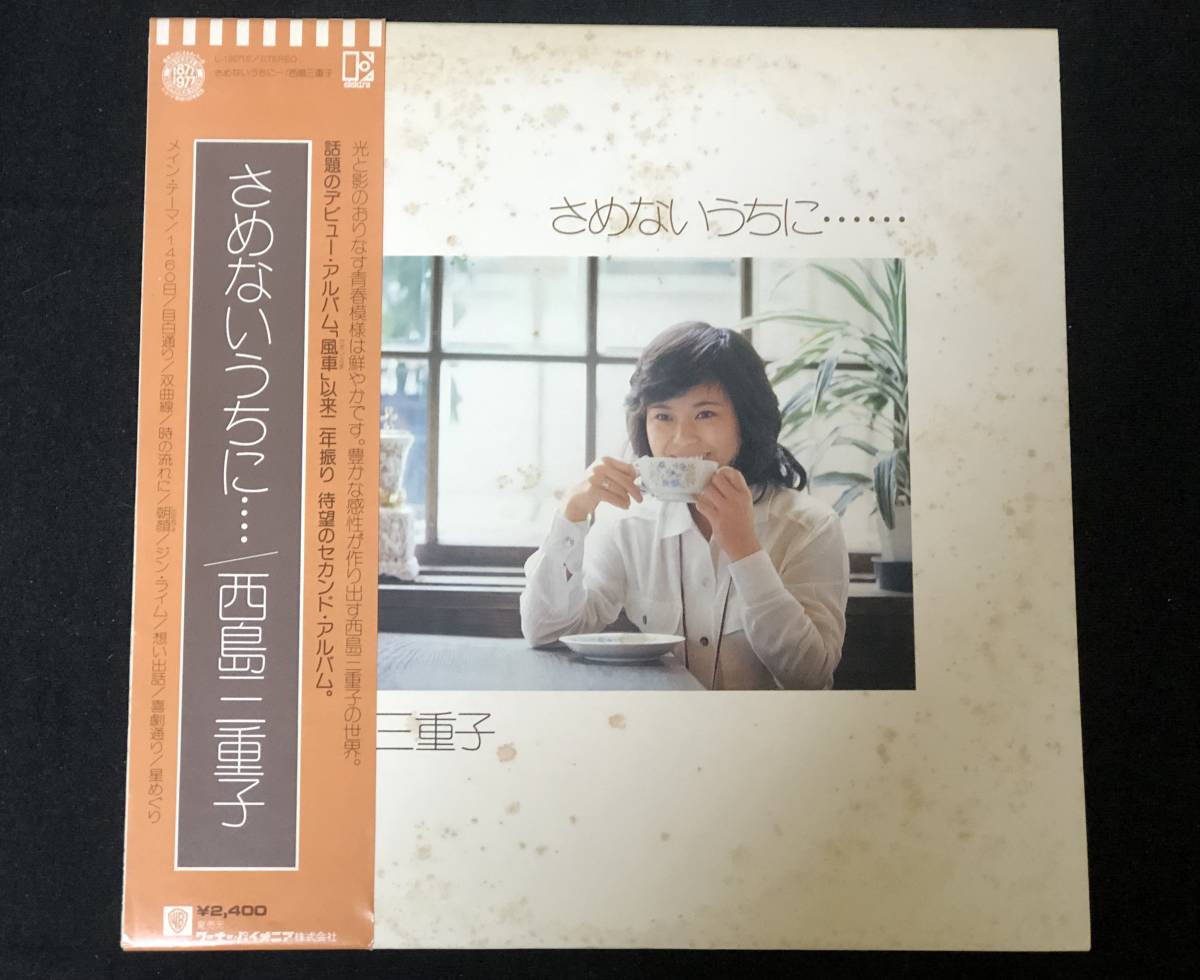 1877
1977
STEREO
さめないうちに…/西島三重子
elektra
光と影のおりなす青春模様は鮮やかです。豊かな感性が作り出す西島三重子の世界。
話題のデビュー・アルバム「風車」以来二年振り 待望のセカンド・アルバム。
さめないうちに‥‥/西島三重子
メイン・テーマ/1460日/目白通り/双曲線/時の流れに/朝顔/ジン・ライム/想い出話/喜劇通り/星めぐり
¥2,400
発売元
ワーナー・パイオニア株式会社
さめないうちに‥‥‥
三重子